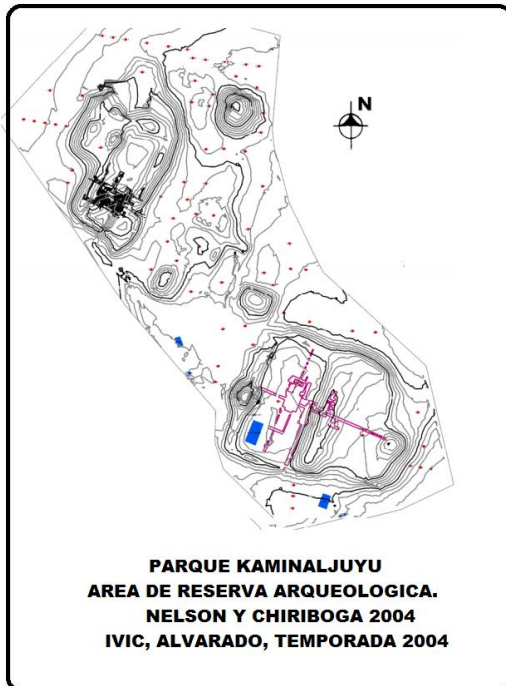 N
PARQUE KAMINALJUYU
AREA DE RESERVA ARQUEOLOGICA.
NELSON Y CHIRIBOGA 2004
IVIC, ALVARADO, TEMPORADA 2004